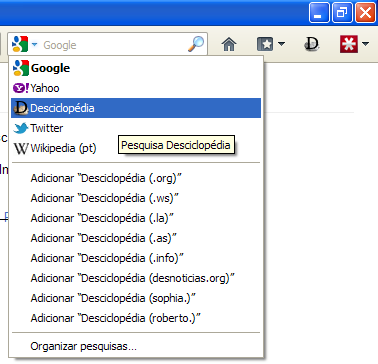 Google
Google
Yahoo
Desciclopédia
Twitter
Wikipedia (pt)
Pesquisa Desciclopédia
Adicionar "Desciclopédia (.org)"
Adicionar "Desciclopédia (.ws)"
Adicionar "Desciclopédia (.la)"
Adicionar "Desciclopédia (.as)"
Adicionar "Desciclopédia (.info)"
Adicionar "Desciclopédia (desnoticias.org)"
Adicionar "Desciclopédia (sophia.)"
Adicionar "Desciclopédia (roberto.)"
Organizar pesquisas...